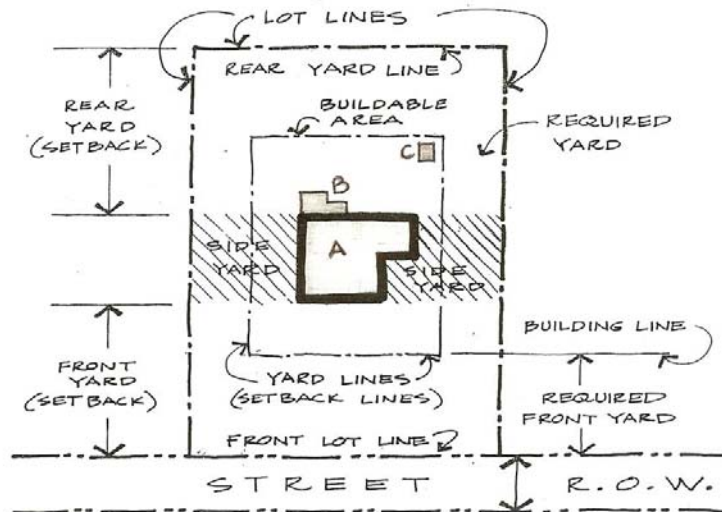 LOT LINES
REAR YARD LINE
REAR
YARD
(SETBACK)
BUILDABLE
AREA
REQUIRED
YARD
C
B
A
SIDE
YARD
SIDE
YARD
BUILDING LINE
FRONT
YARD
(SETBACK)
YARD LINES
(SETBACK LINES)
REQUIRED
FRONT YARD
FRONT LOT LINE
STREET
R.O.W.